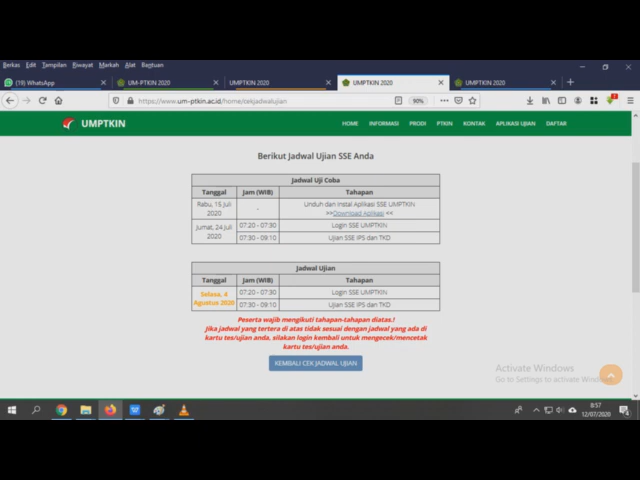 Berkas Edit Tampilan Riwayat Markah Alat Bantuan
(19) WhatsApp
UM-PTKIN 2020
UMPTKIN 2020
UMPTKIN 2020
UMPTKIN 2020
https://www.um-ptkin.ac.id/home/cekjadwalujian
90%
UMPTKIN
HOME INFORMASI PRODI PTKIN KONTAK APLIKASI UJIAN DAFTAR
Berikut Jadwal Ujian SSE Anda
Jadwal Uji Coba
Tanggal Jam (WIB) Tahapan
Rabu, 15 Juli 2020 - Unduh dan Instal Aplikasi SSE UMPTKIN
>>Download Aplikasi <<
Jumat, 24 Juli 2020 07:20 - 07:30 Login SSE UMPTKIN
07:30 - 09:10 Ujian SSE IPS dan TKD
Jadwal Ujian
Tanggal Jam (WIB) Tahapan
Selasa, 4 Agustus 2020 07:20 - 07:30 Login SSE UMPTKIN
07:30 - 09:10 Ujian SSE IPS dan TKD
Peserta wajib mengikuti tahapan-tahapan diatas.!
Jika jadwal yang tertera di atas tidak sesuai dengan jadwal yang ada di
kartu tes/ujian anda, silakan login kembali untuk mengecek/mencetak
kartu tes/ujian anda.
KEMBALI CEK JADWAL UJIAN
Activate Windows
Go to Settings to activate Windows.
8:57
12/07/2020